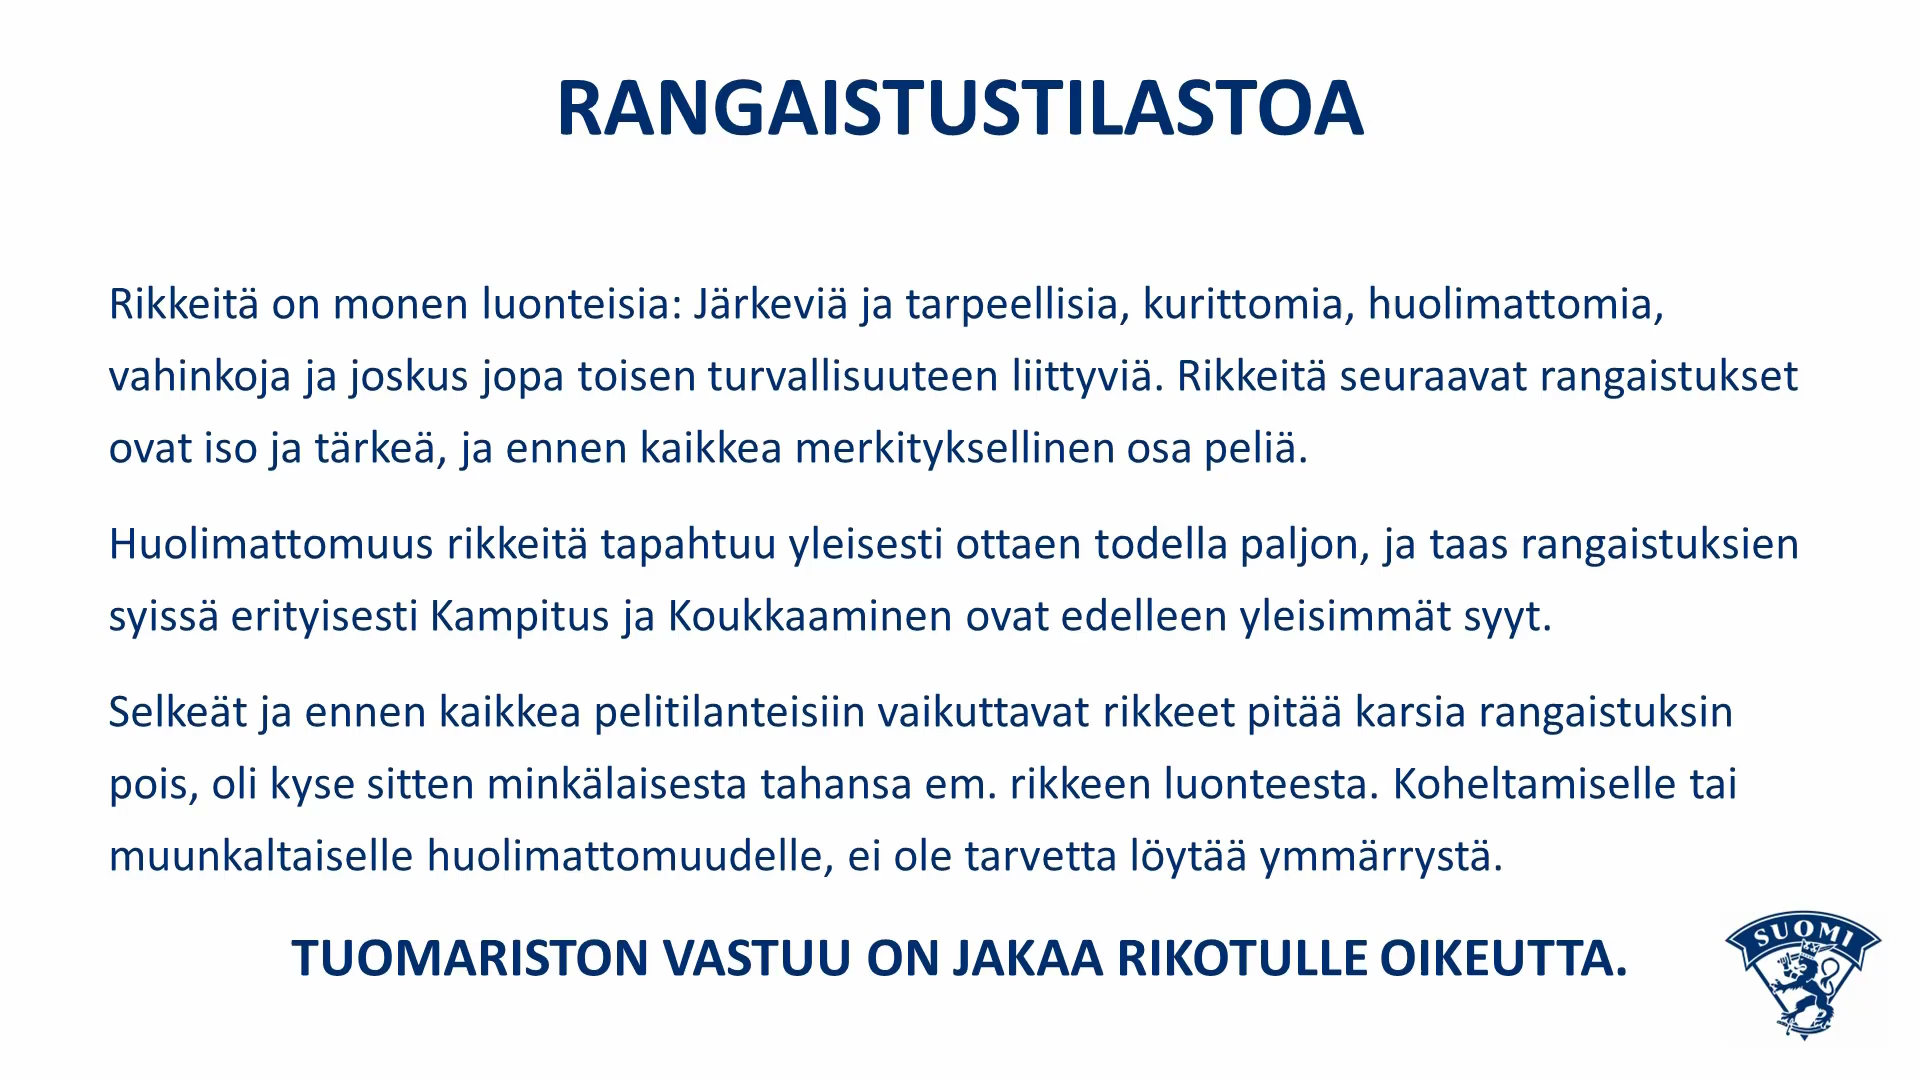 RANGAISTUSTILASTOA
Rikkeitä on monen luonteisia: Järkeviä ja tarpeellisia, kurittomia, huolimattomia,
vahinkoja ja joskus jopa toisen turvallisuuteen liittyviä. Rikkeitä seuraavat rangaistukset
ovat iso ja tärkeä, ja ennen kaikkea merkityksellinen osa peliä.
Huolimattomuus rikkeitä tapahtuu yleisesti ottaen todella paljon, ja taas rangaistuksien
syissä erityisesti Kampitus ja Koukkaaminen ovat edelleen yleisimmät syyt.
Selkeät ja ennen kaikkea pelitilanteisiin vaikuttavat rikkeet pitää karsia rangaistuksin
pois, oli kyse sitten minkälaisesta tahansa em. rikkeen luonteesta. Koheltamiselle tai
muunkaltaiselle huolimattomuudelle, ei ole tarvetta löytää ymmärrystä.
TUOMARISTON VASTUU ON JAKAA RIKOTULLE OIKEUTTA.
SUOMI